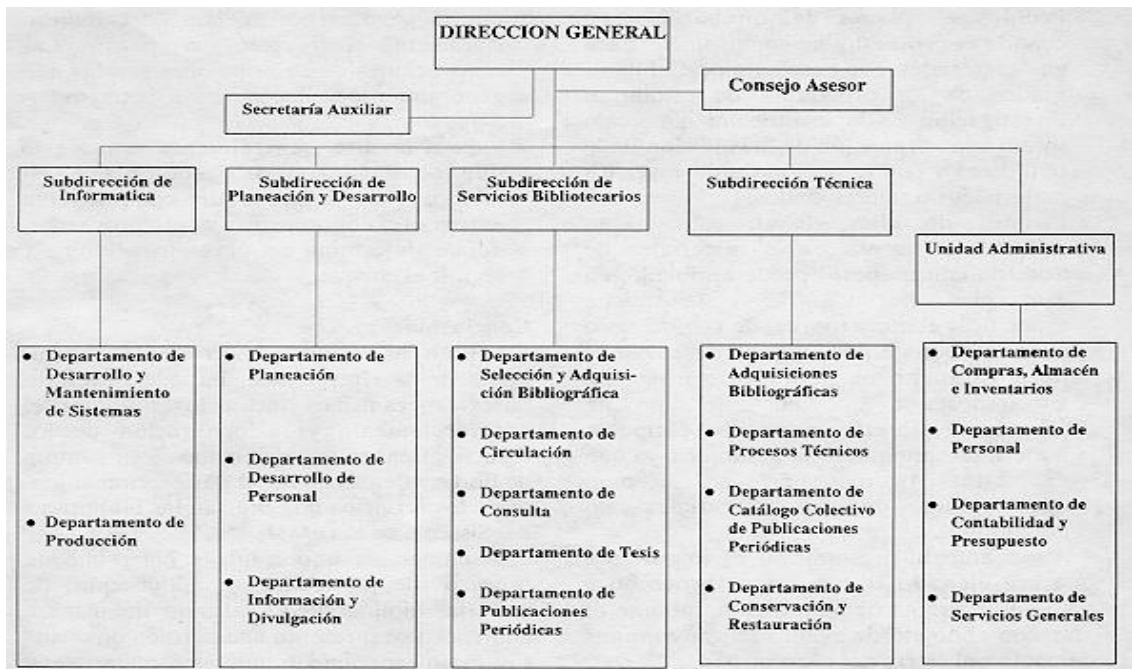 DIRECCION GENERAL
Consejo Asesor
Secretaría Auxiliar
Subdirección de
Informatica
Subdirección de
Planeación y Desarrollo
Subdirección de
Servicios Bibliotecarios
Subdirección Técnica
Unidad Administrativa
• Departamento de
Desarrollo y
Mantenimiento
de Sistemas
• Departamento de
Producción
• Departamento de
Planeación
• Departamento de
Desarrollo de
Personal
• Departamento de
Información y
Divulgación
• Departamento de
Selección y Adquisi-
ción Bibliográfica
• Departamento de
Circulación
• Departamento de
Consulta
• Departamento de Tesis
• Departamento de
Publicaciones
Periódicas
• Departamento de
Adquisiciones
Bibliográficas
• Departamento de
Procesos Técnicos
• Departamento de
Catálogo Colectivo
de Publicaciones
Periódicas
• Departamento de
Conservación y
Restauración
• Departamento de
Compras, Almacén
e Inventarios
• Departamento
de Personal
• Departamento
de Contabilidad y
Presupuesto
• Departamento de
Servicios Generales